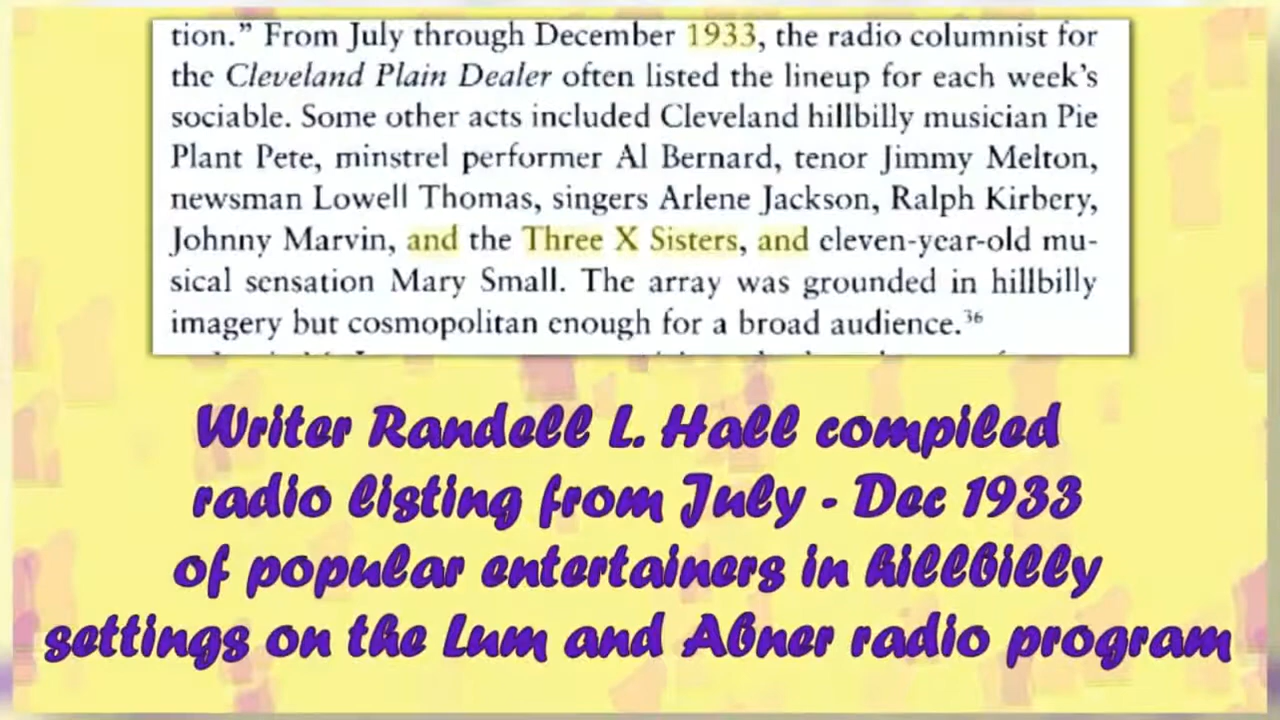 tion.” From July through December 1933, the radio columnist for
the Cleveland Plain Dealer often listed the lineup for each week’s
sociable. Some other acts included Cleveland hillbilly musician Pie
Plant Pete, minstrel performer Al Bernard, tenor Jimmy Melton,
newsman Lowell Thomas, singers Arlene Jackson, Ralph Kirbery,
Johnny Marvin, and the Three X Sisters, and eleven-year-old mu-
sical sensation Mary Small. The array was grounded in hillbilly
imagery but cosmopolitan enough for a broad audience.36
Writer Randell L. Hall compiled
radio listing from July - Dec 1933
of popular entertainers in hillbilly
settings on the Lum and Abner radio program